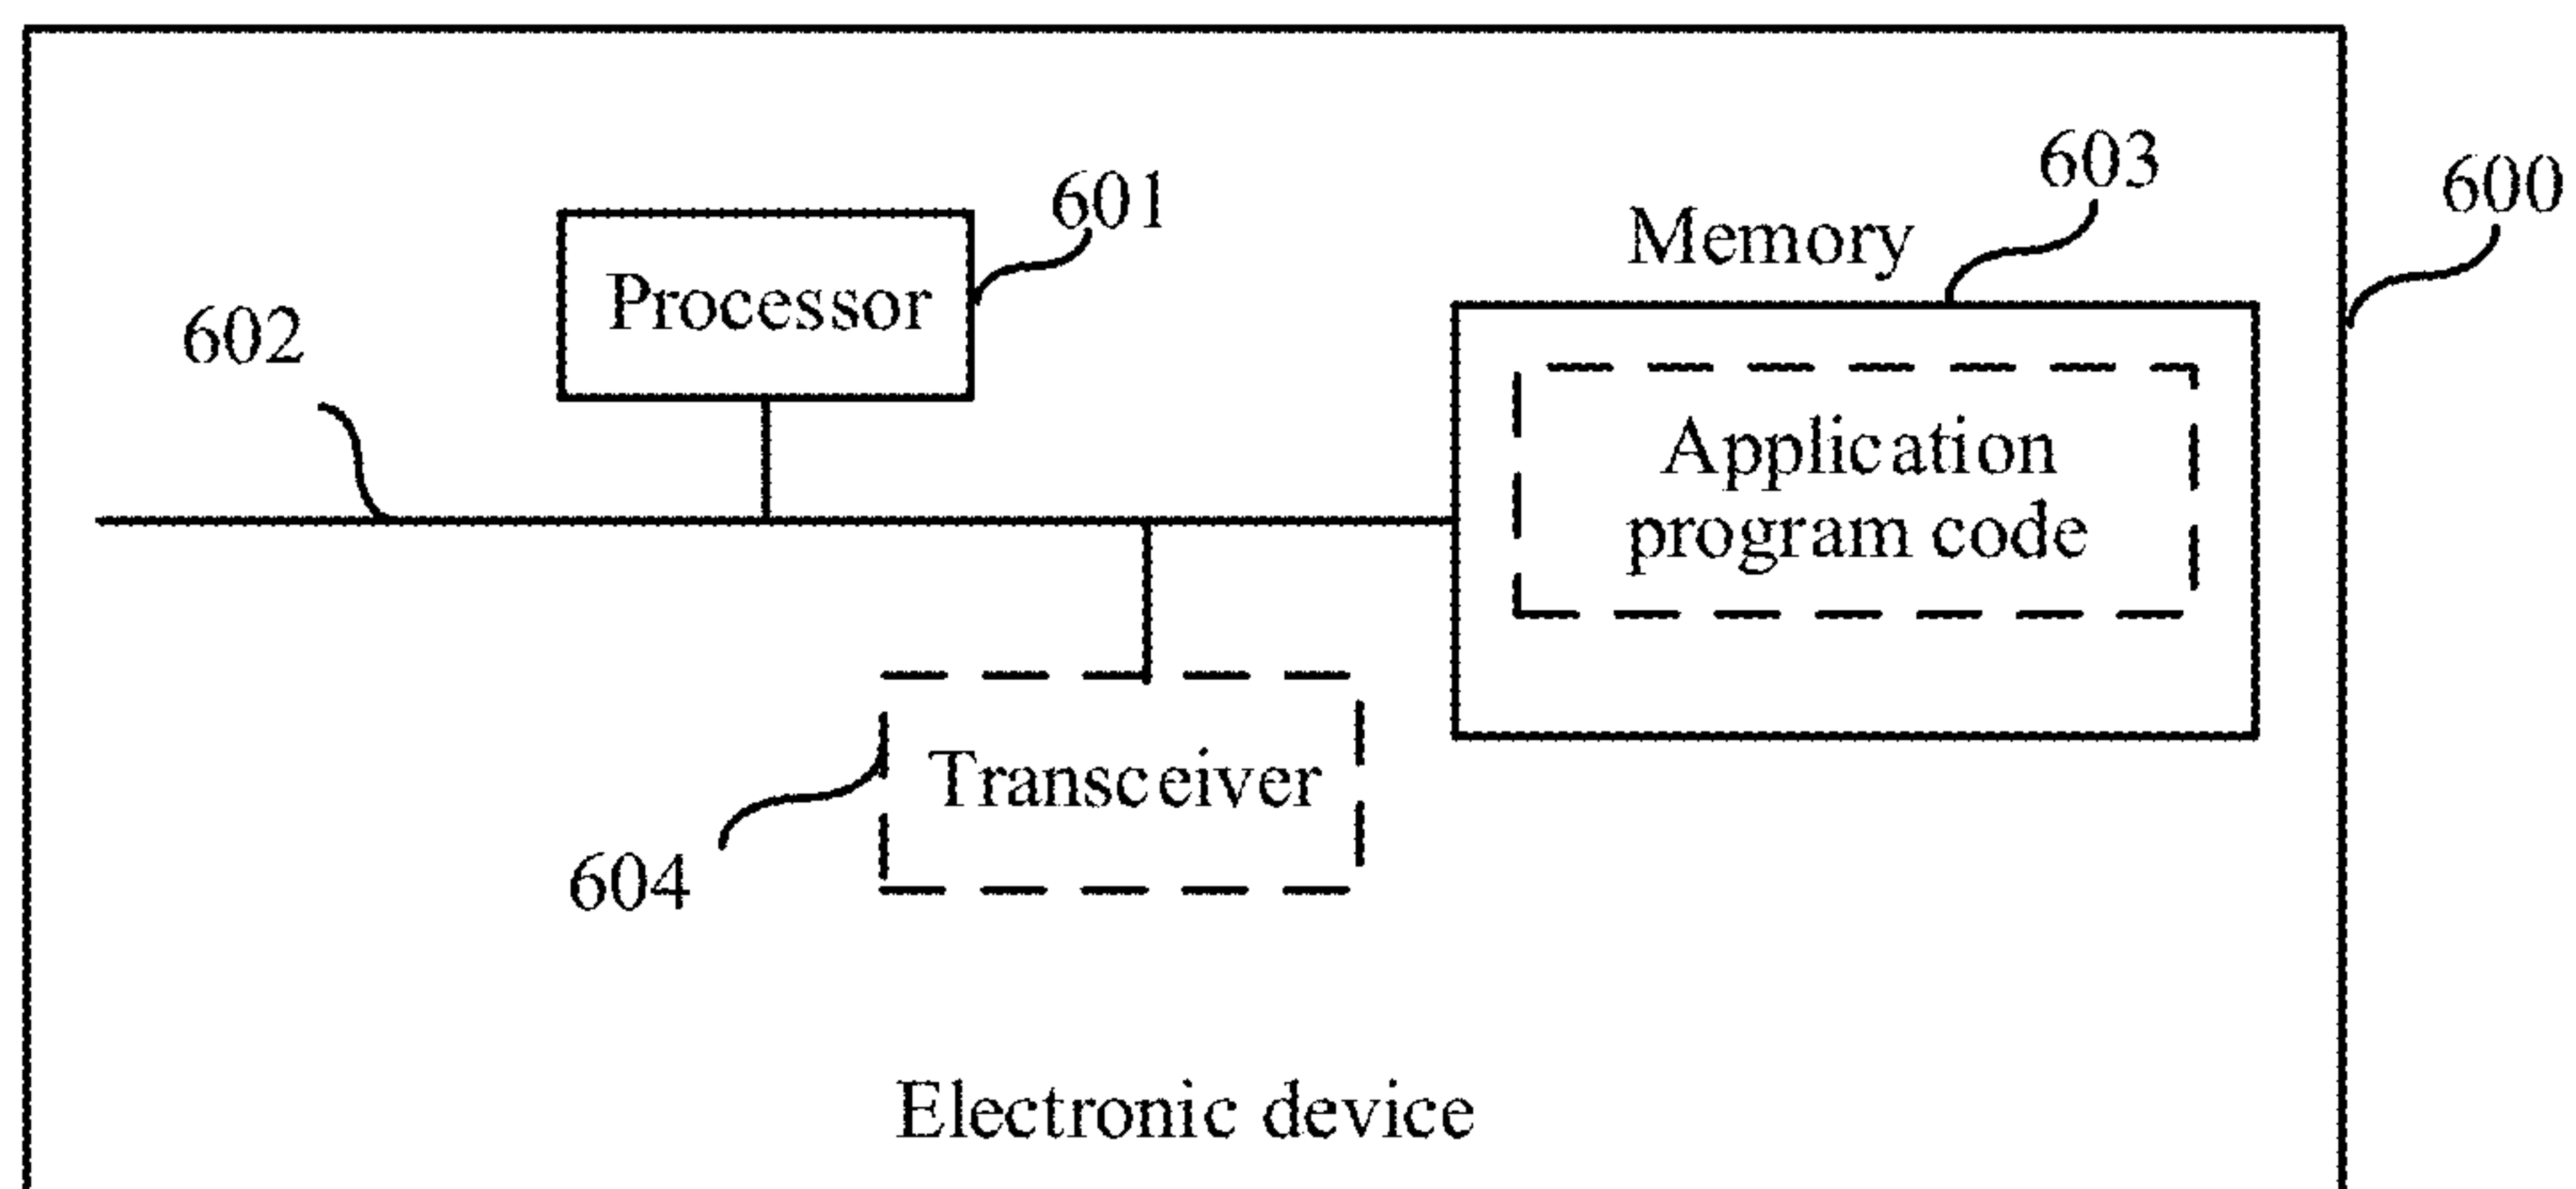 603
600
601
Memory
Processor
602
Application
program code
Transceiver
604
Electronic device